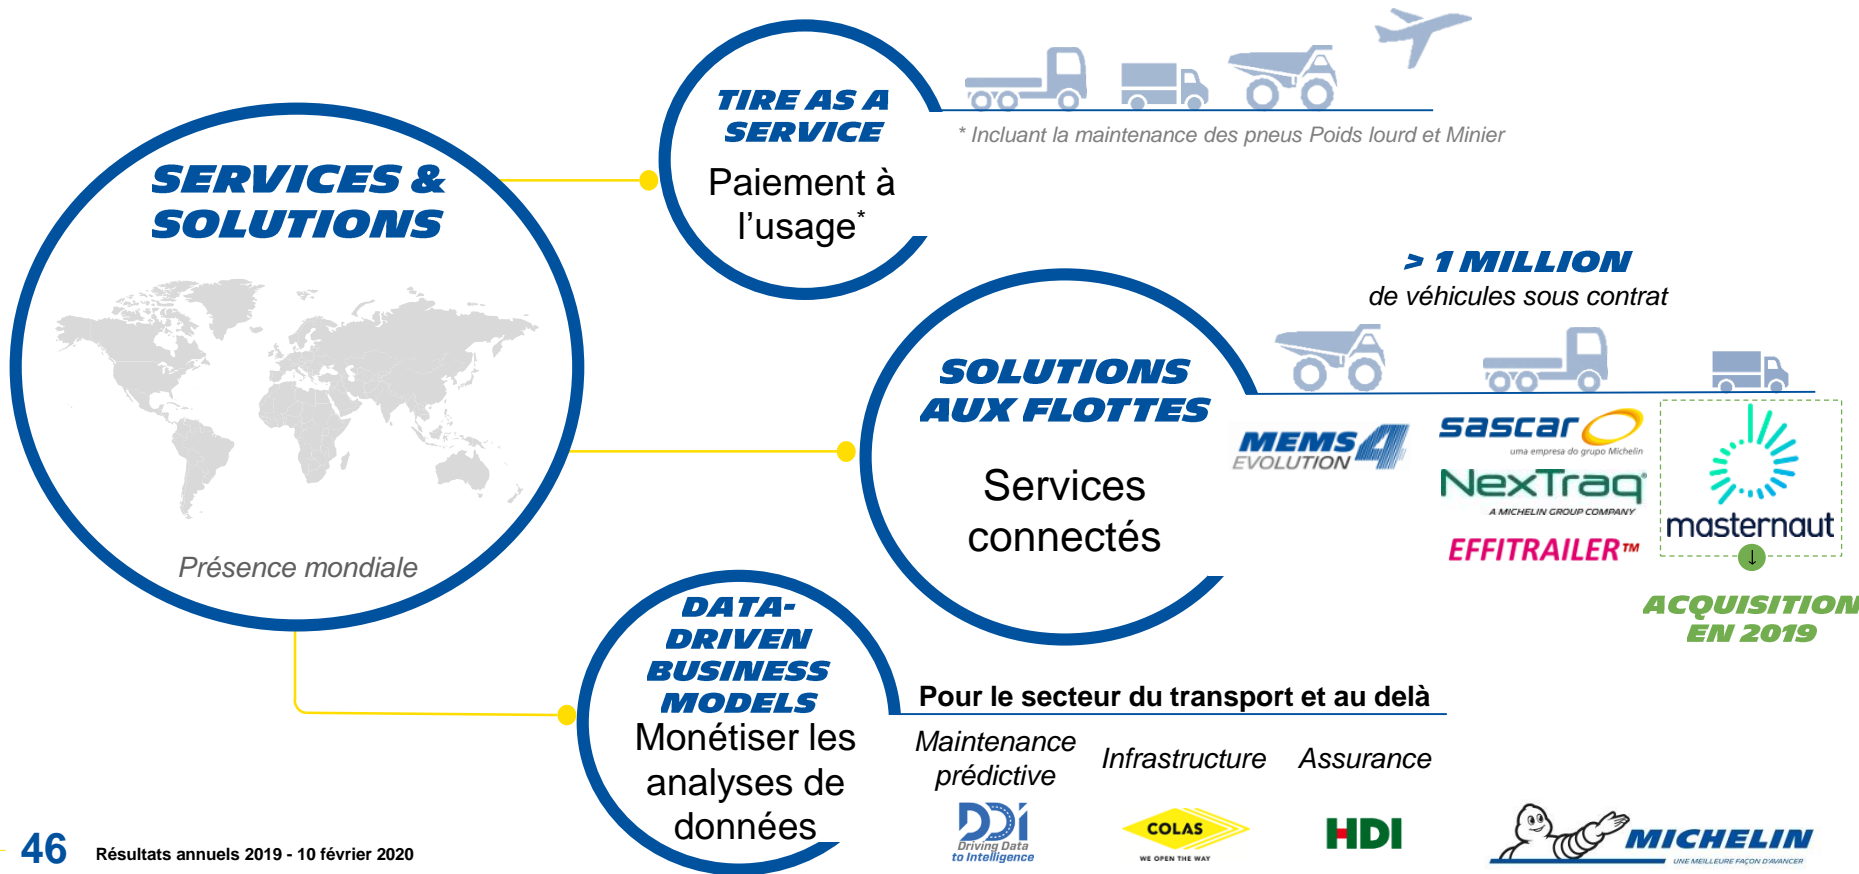 SERVICES &
SOLUTIONS
Présence mondiale
TIRE AS A
SERVICE
Paiement à
l’usage*
* Incluant la maintenance des pneus Poids lourd et Minier
SOLUTIONS
AUX FLOTTES
Services
connectés
> 1 MILLION
de véhicules sous contrat
MEMS4
EVOLUTION
sascar
uma empresa do grupo Michelin
NexTraq
A MICHELIN GROUP COMPANY
EFFITRAILER™
masternaut
↓
ACQUISITION
EN 2019
DATA-
DRIVEN
BUSINESS
MODELS
Monétiser les
analyses de
données
Pour le secteur du transport et au delà
Maintenance
prédictive
Infrastructure
Assurance
DDi
Driving Data
to Intelligence
COLAS
WE OPEN THE WAY
HDI
46
Résultats annuels 2019 - 10 février 2020
MICHELIN
UNE MEILLEURE FAÇON D'AVANCER